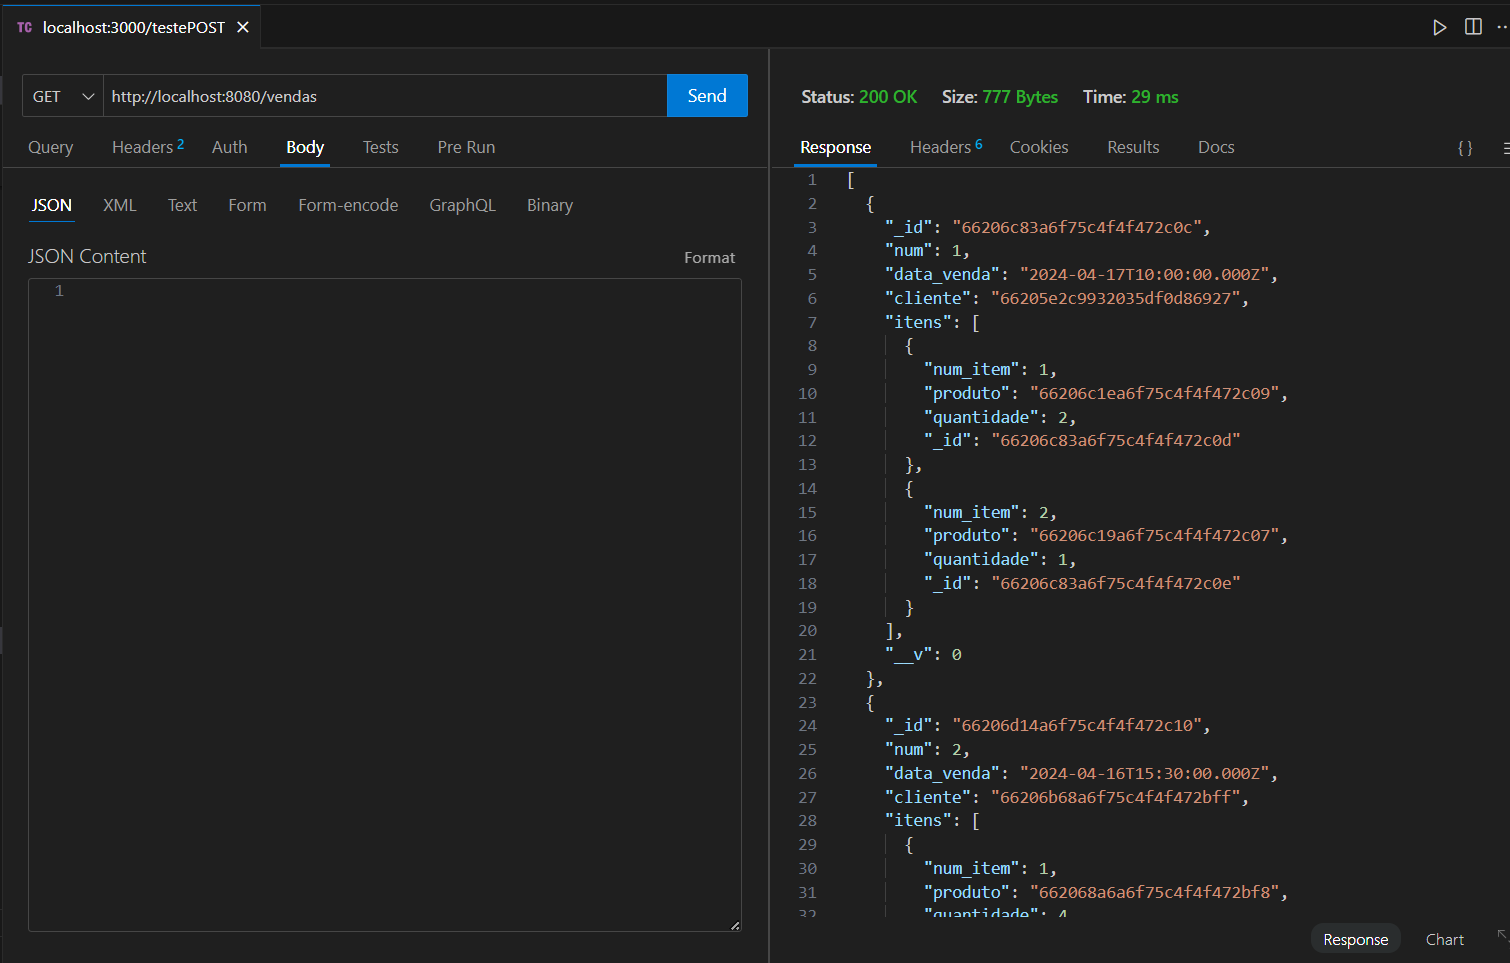 TC localhost:3000/testePOST
GET http://localhost:8080/vendas Send
Query Headers 2 Auth Body Tests Pre Run
JSON XML Text Form Form-encode GraphQL Binary
JSON Content Format
1
Status: 200 OK Size: 777 Bytes Time: 29 ms
Response Headers 6 Cookies Results Docs { }
1 [
2 {
3 "_id": "66206c83a6f75c4f4f472c0c",
4 "num": 1,
5 "data_venda": "2024-04-17T10:00:00.000Z",
6 "cliente": "66205e2c9932035df0d86927",
7 "itens": [
8 {
9 "num_item": 1,
10 "produto": "66206c1ea6f75c4f4f472c09",
11 "quantidade": 2,
12 "_id": "66206c83a6f75c4f4f472c0d"
13 },
14 {
15 "num_item": 2,
16 "produto": "66206c19a6f75c4f4f472c07",
17 "quantidade": 1,
18 "_id": "66206c83a6f75c4f4f472c0e"
19 }
20 ],
21 "__v": 0
22 },
23 {
24 "_id": "66206d14a6f75c4f4f472c10",
25 "num": 2,
26 "data_venda": "2024-04-16T15:30:00.000Z",
27 "cliente": "66206b68a6f75c4f4f472bff",
28 "itens": [
29 {
30 "num_item": 1,
31 "produto": "662068a6a6f75c4f4f472bf8",
32 "quantidade": 4
Response Chart